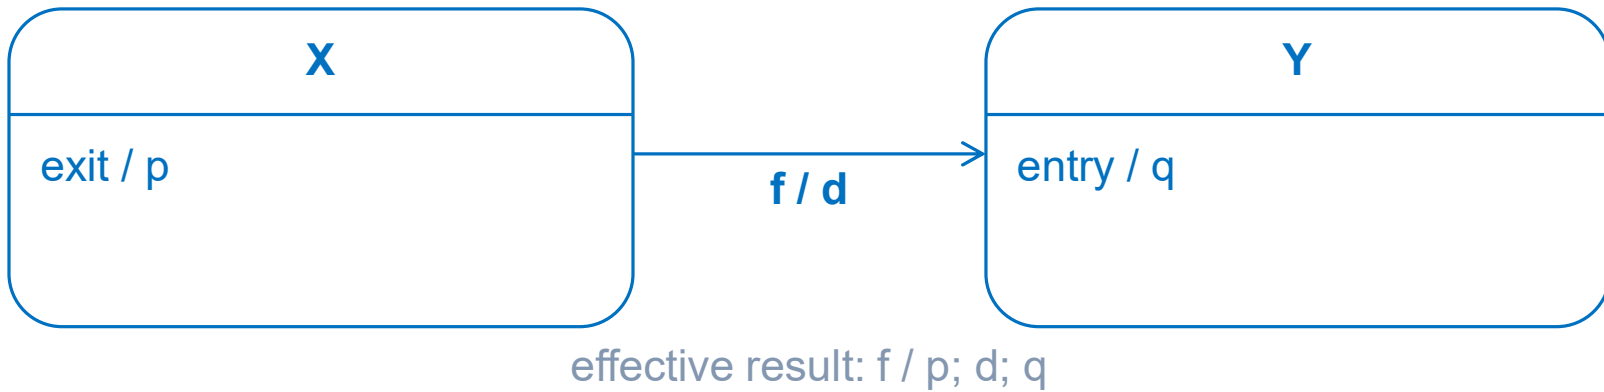 X
Y
exit / p
f / d
entry / q
effective result: f / p; d; q